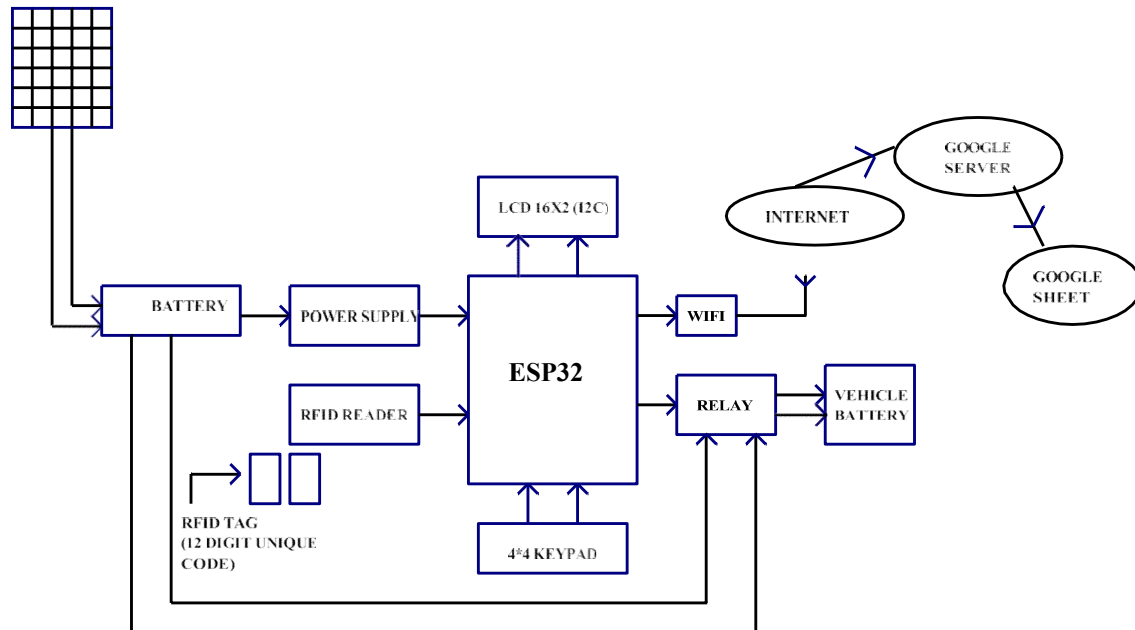 GOOGLE
SERVER
LCD 16X2 (I2C)
INTERNET
GOOGLE
SHEET
BATTERY
POWER SUPPLY
WIFI
ESP32
RFID READER
RELAY
VEHICLE
BATTERY
RFID TAG
(12 DIGIT UNIQUE
CODE)
4*4 KEYPAD